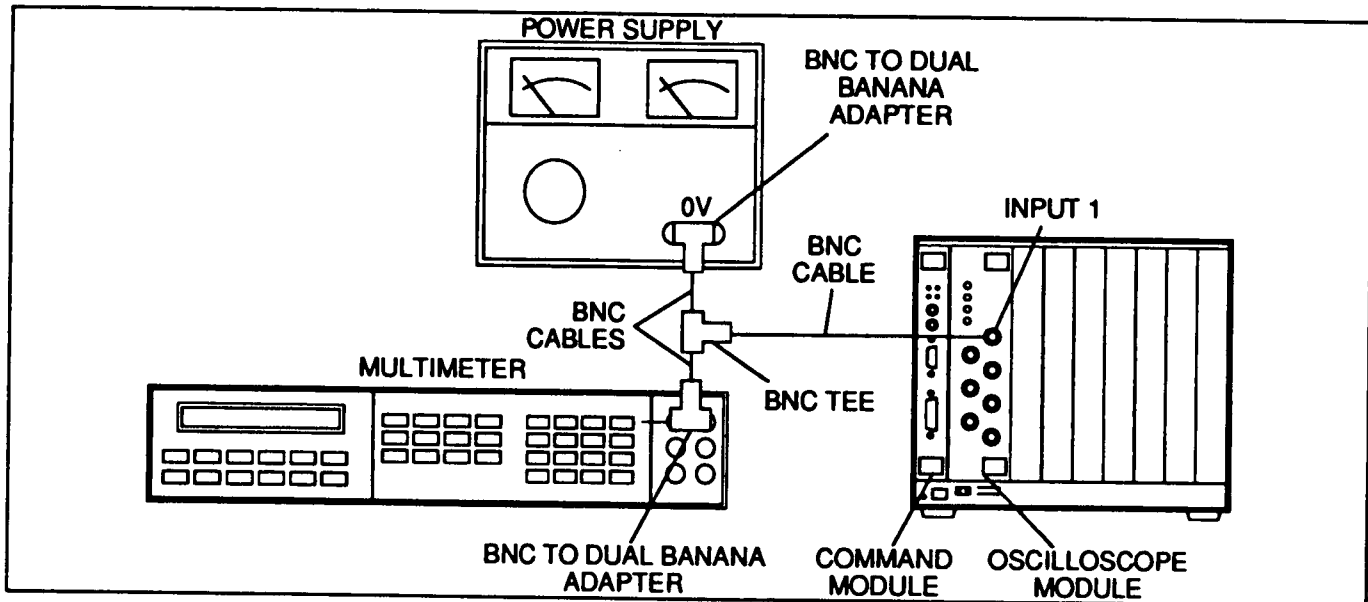 POWER SUPPLY
BNC TO DUAL
BANANA
ADAPTER
0V
INPUT 1
BNC
CABLE
BNC
CABLES
MULTIMETER
BNC TEE
BNC TO DUAL BANANA
ADAPTER
COMMAND
MODULE
OSCILLOSCOPE
MODULE